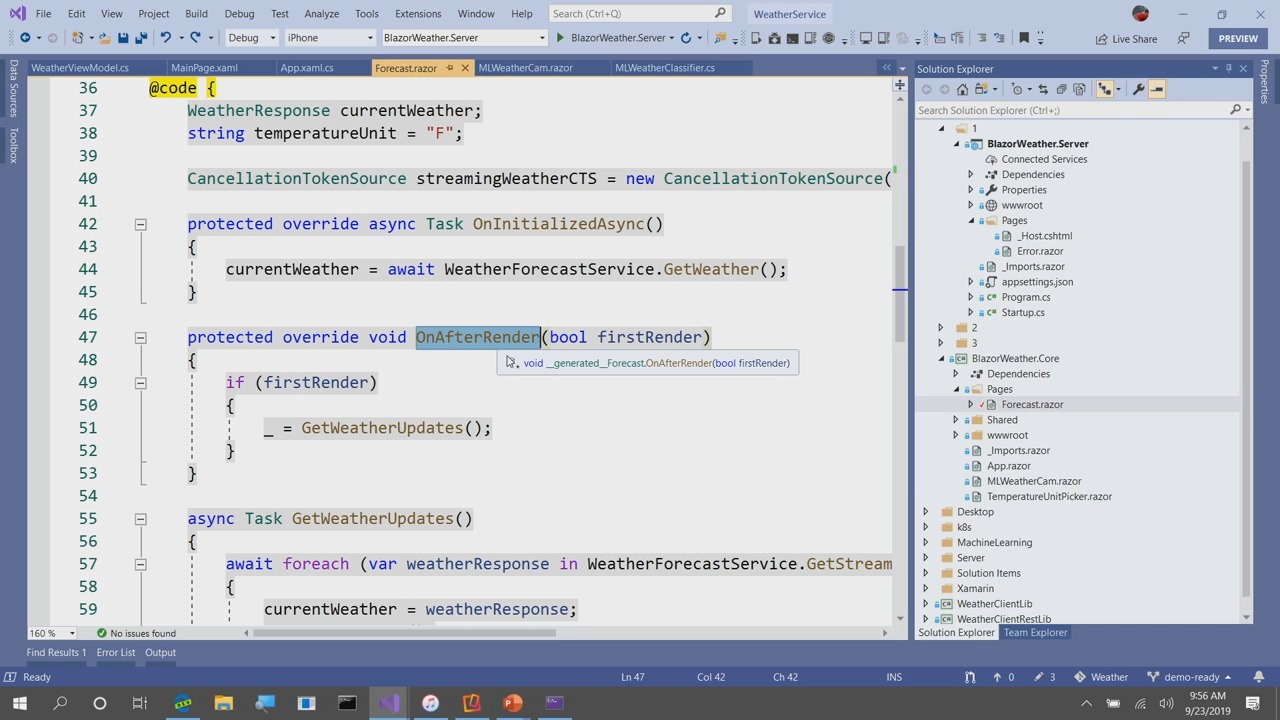 File Edit View Project Build Debug Test Analyze Tools Extensions Window Help Search (Ctrl+Q) WeatherService
Debug iPhone BlazorWeather.Server BlazorWeather.Server Live Share PREVIEW
WeatherViewModel.cs MainPage.xaml App.xaml.cs Forecast.razor MLWeatherCam.razor MLWeatherClassifier.cs
Data Sources
Toolbox
36 @code {
37 WeatherResponse currentWeather;
38 string temperatureUnit = "F";
39
40 CancellationTokenSource streamingWeatherCTS = new CancellationTokenSource(
41
42 protected override async Task OnInitializedAsync()
43 {
44 currentWeather = await WeatherForecastService.GetWeather();
45 }
46
47 protected override void OnAfterRender(bool firstRender)
48 {
void __generated__Forecast.OnAfterRender(bool firstRender)
49 if (firstRender)
50 {
51 _ = GetWeatherUpdates();
52 }
53 }
54
55 async Task GetWeatherUpdates()
56 {
57 await foreach (var weatherResponse in WeatherForecastService.GetStream
58 {
59 currentWeather = weatherResponse;
160 % No issues found
Solution Explorer
Search Solution Explorer (Ctrl+;)
1
BlazorWeather.Server
Connected Services
Dependencies
Properties
wwwroot
Pages
_Host.cshtml
Error.razor
_Imports.razor
appsettings.json
Program.cs
Startup.cs
2
3
BlazorWeather.Core
Dependencies
Pages
Forecast.razor
Shared
wwwroot
_Imports.razor
App.razor
MLWeatherCam.razor
TemperatureUnitPicker.razor
Desktop
k8s
MachineLearning
Server
Solution Items
Xamarin
WeatherClientLib
WeatherClientRestLib
Solution Explorer Team Explorer
Properties
Find Results 1 Error List Output
Ready Ln 47 Col 42 Ch 42 INS 0 3 Weather demo-ready
9:56 AM
9/23/2019